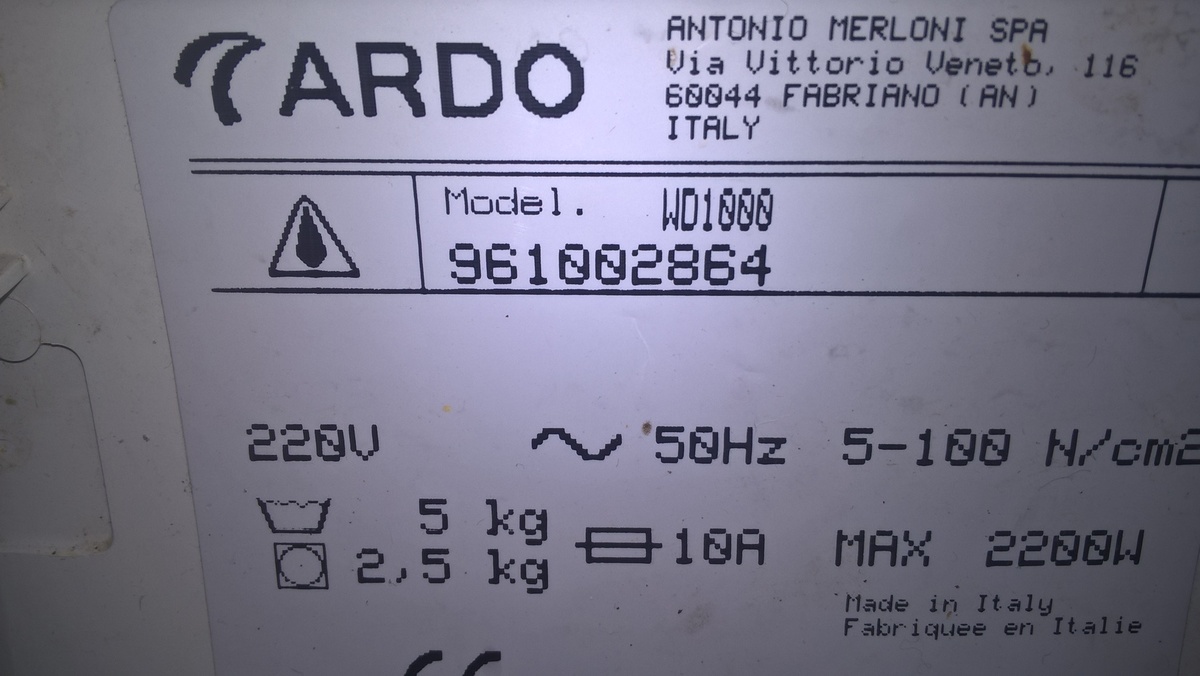 ARDO
ANTONIO MERLONI SPA
Via Vittorio Veneto, 116
60044 FABRIANO (AN)
ITALY
Model. WD1000
961002864
220V 50Hz 5-100 N/cm2
5 kg
2,5 kg
10A MAX 2200W
Made in Italy
Fabriquee en Italie